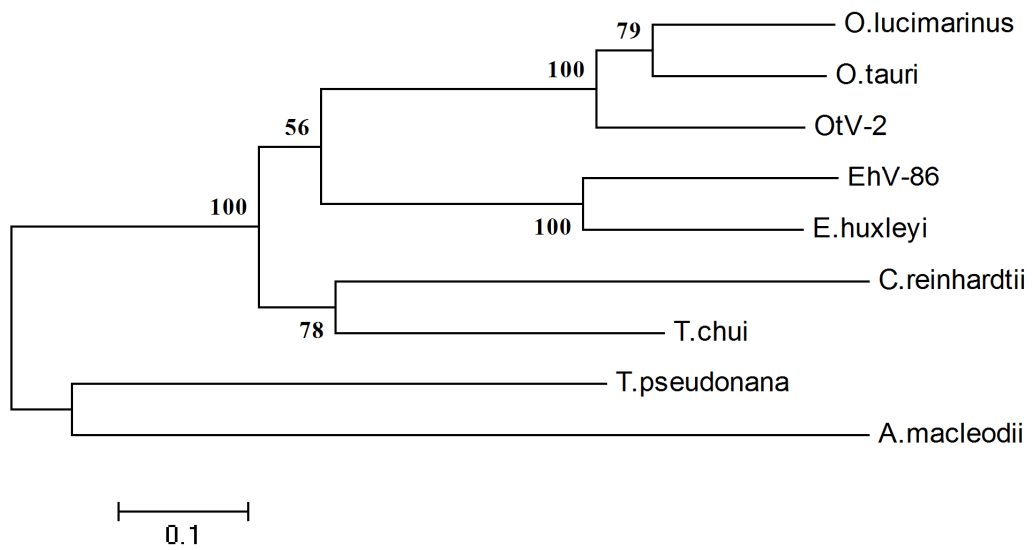 O.lucimarinus
79
O.tauri
100
OtV-2
56
EhV-86
100
E.huxleyi
100
C.reinhardtii
78
T.chui
T.pseudonana
A.macleodii
0.1